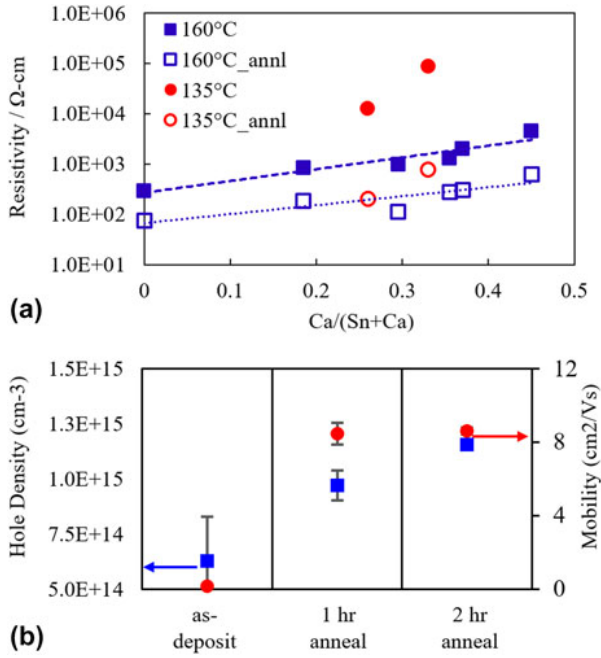 1.0E+06
1.0E+05
1.0E+04
1.0E+03
1.0E+02
1.0E+01
Resistivity / Ω-cm
160°C
160°C_annl
135°C
135°C_annl
0 0.1 0.2 0.3 0.4 0.5
Ca/(Sn+Ca)
(a)
1.5E+15
1.3E+15
1.0E+15
7.5E+14
5.0E+14
Hole Density (cm-3)
12
8
4
0
Mobility (cm2/Vs)
as- 1 hr 2 hr
deposit anneal anneal
(b)